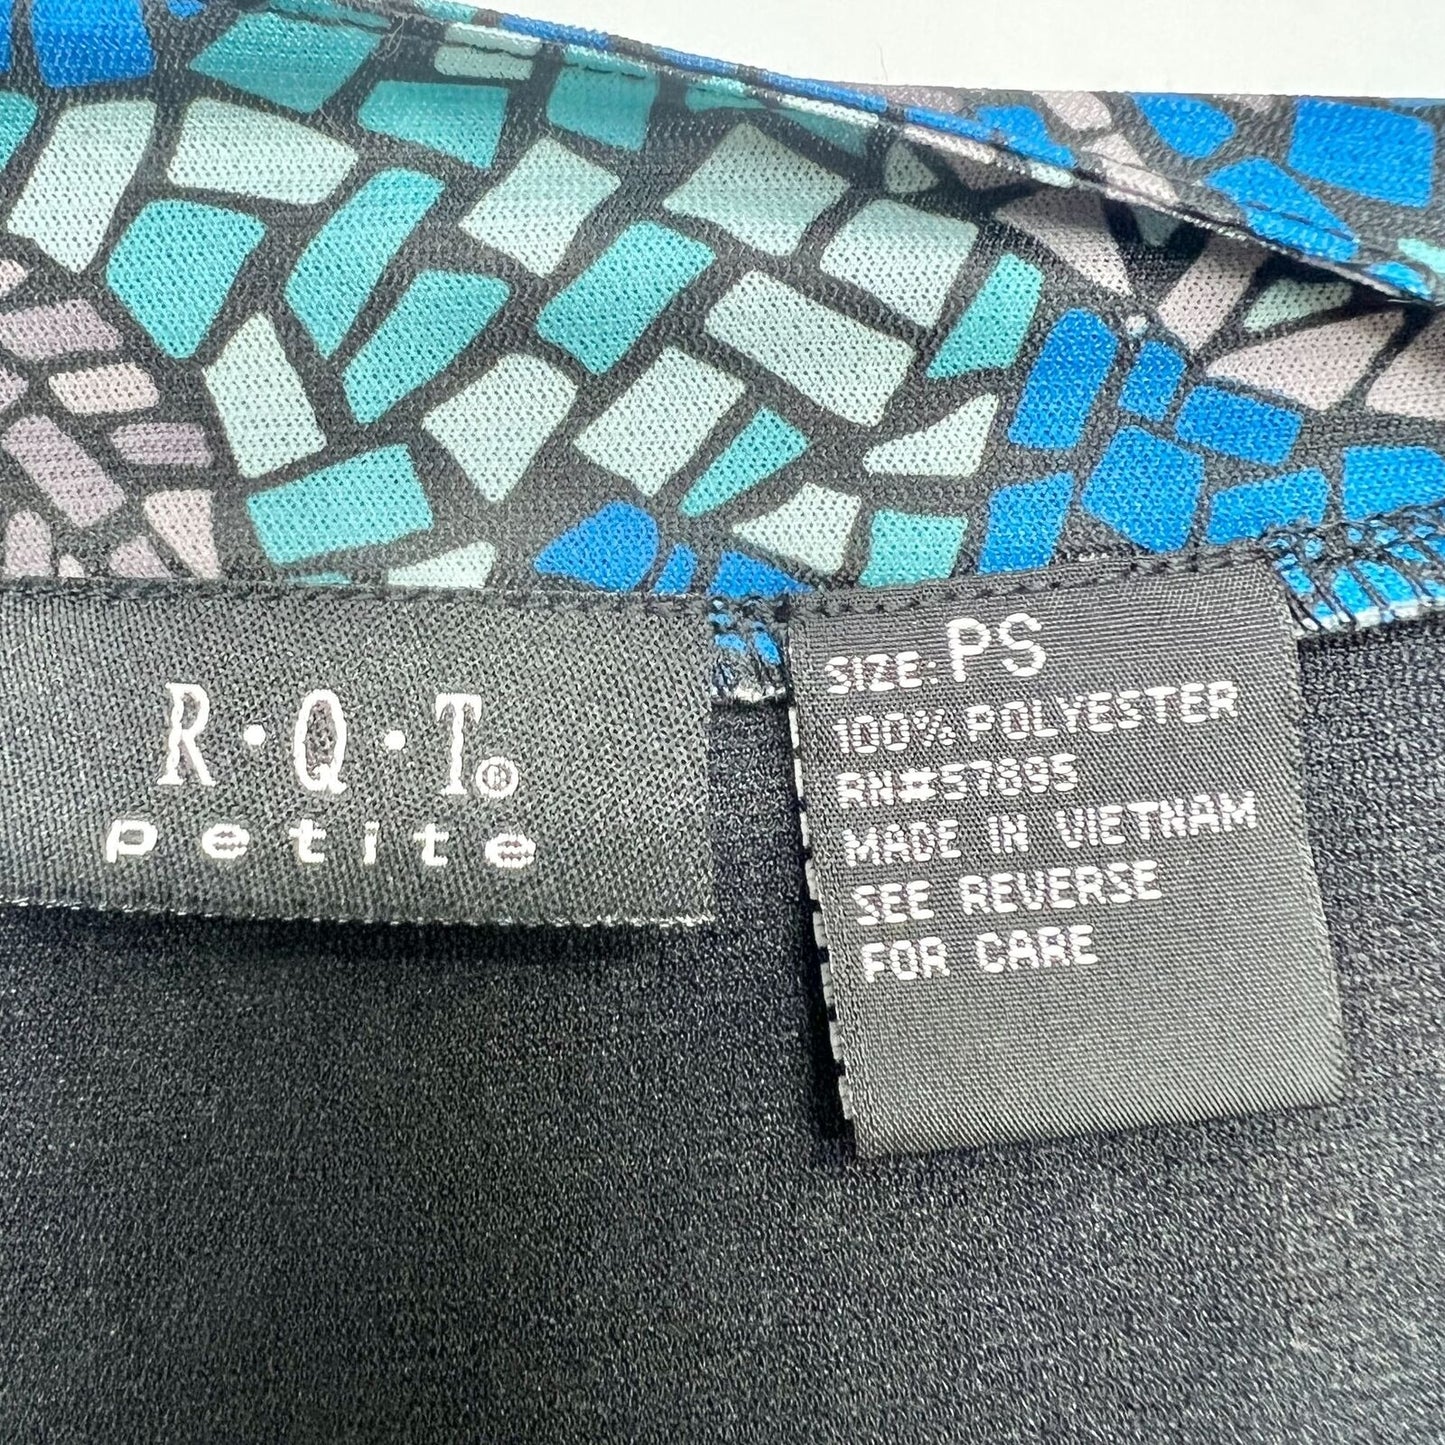 R·Q·T®
petite
SIZE: PS
100% POLYESTER
RN#57895
MADE IN VIETNAM
SEE REVERSE
FOR CARE